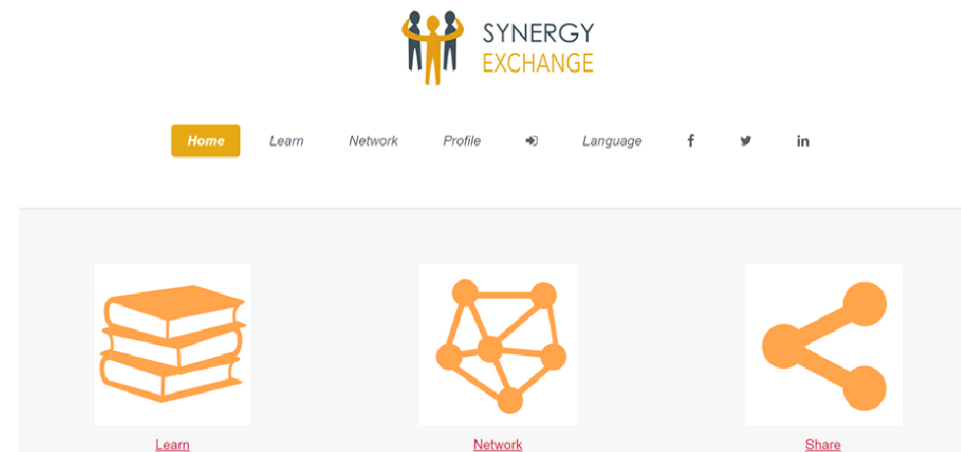 SYNERGY
EXCHANGE
Home Learn Network Profile Language f in
Learn Network Share